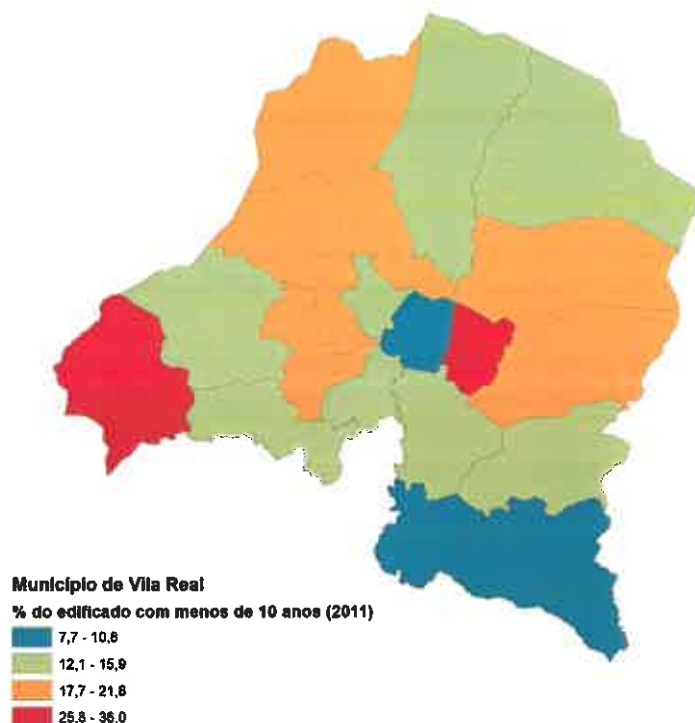 Município de Vila Real
% do edificado com menos de 10 anos (2011)
7,7 - 10,8
12,1 - 15,9
17,7 - 21,8
25,8 - 36,0